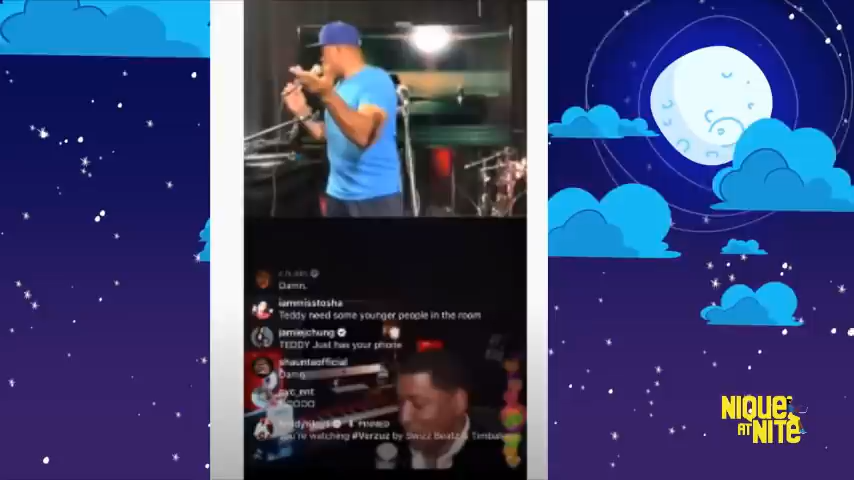 Damn.
iammisstosha
Teddy need some younger people in the room
jamiejchung
TEDDY Just has your phone
shauntaofficial
Damn
PINNED
You're watching #Verzuz by Swizz Beatz & Timbaland
NIQUE
AT NITE